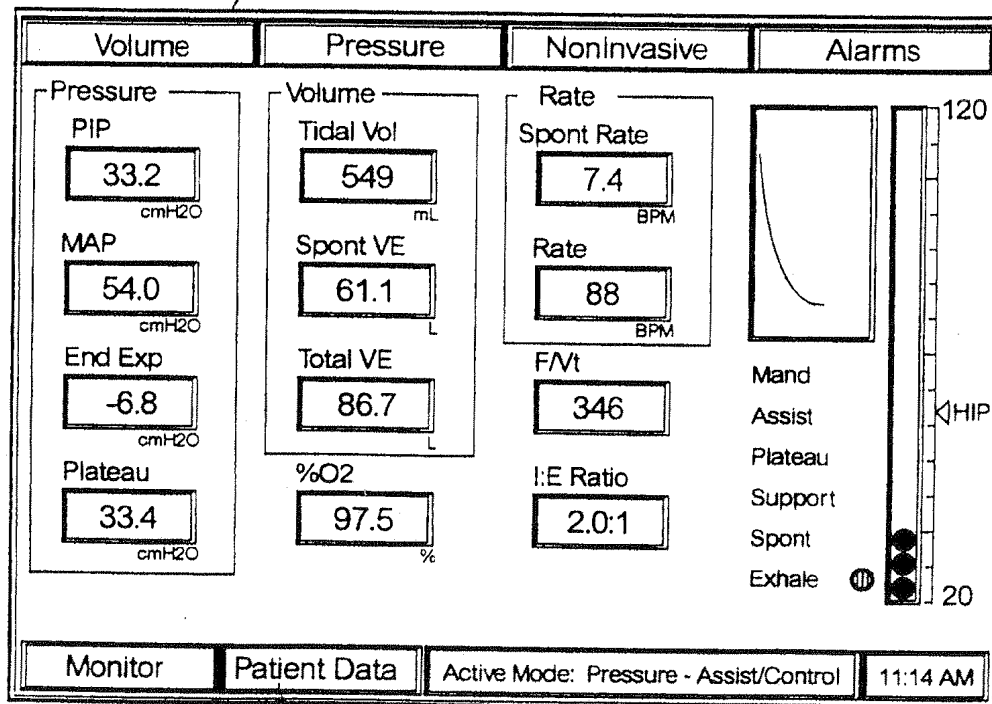 Volume Pressure NonInvasive Alarms
Pressure
PIP
33.2
cmH2O
MAP
54.0
cmH2O
End Exp
-6.8
cmH2O
Plateau
33.4
cmH2O
Volume
Tidal Vol
549
mL
Spont VE
61.1
L
Total VE
86.7
L
%O2
97.5
%
Rate
Spont Rate
7.4
BPM
Rate
88
BPM
F/Vt
346
I:E Ratio
2.0:1
Mand
Assist
Plateau
Support
Spont
Exhale
120
HIP
20
Monitor Patient Data Active Mode: Pressure - Assist/Control 11:14 AM